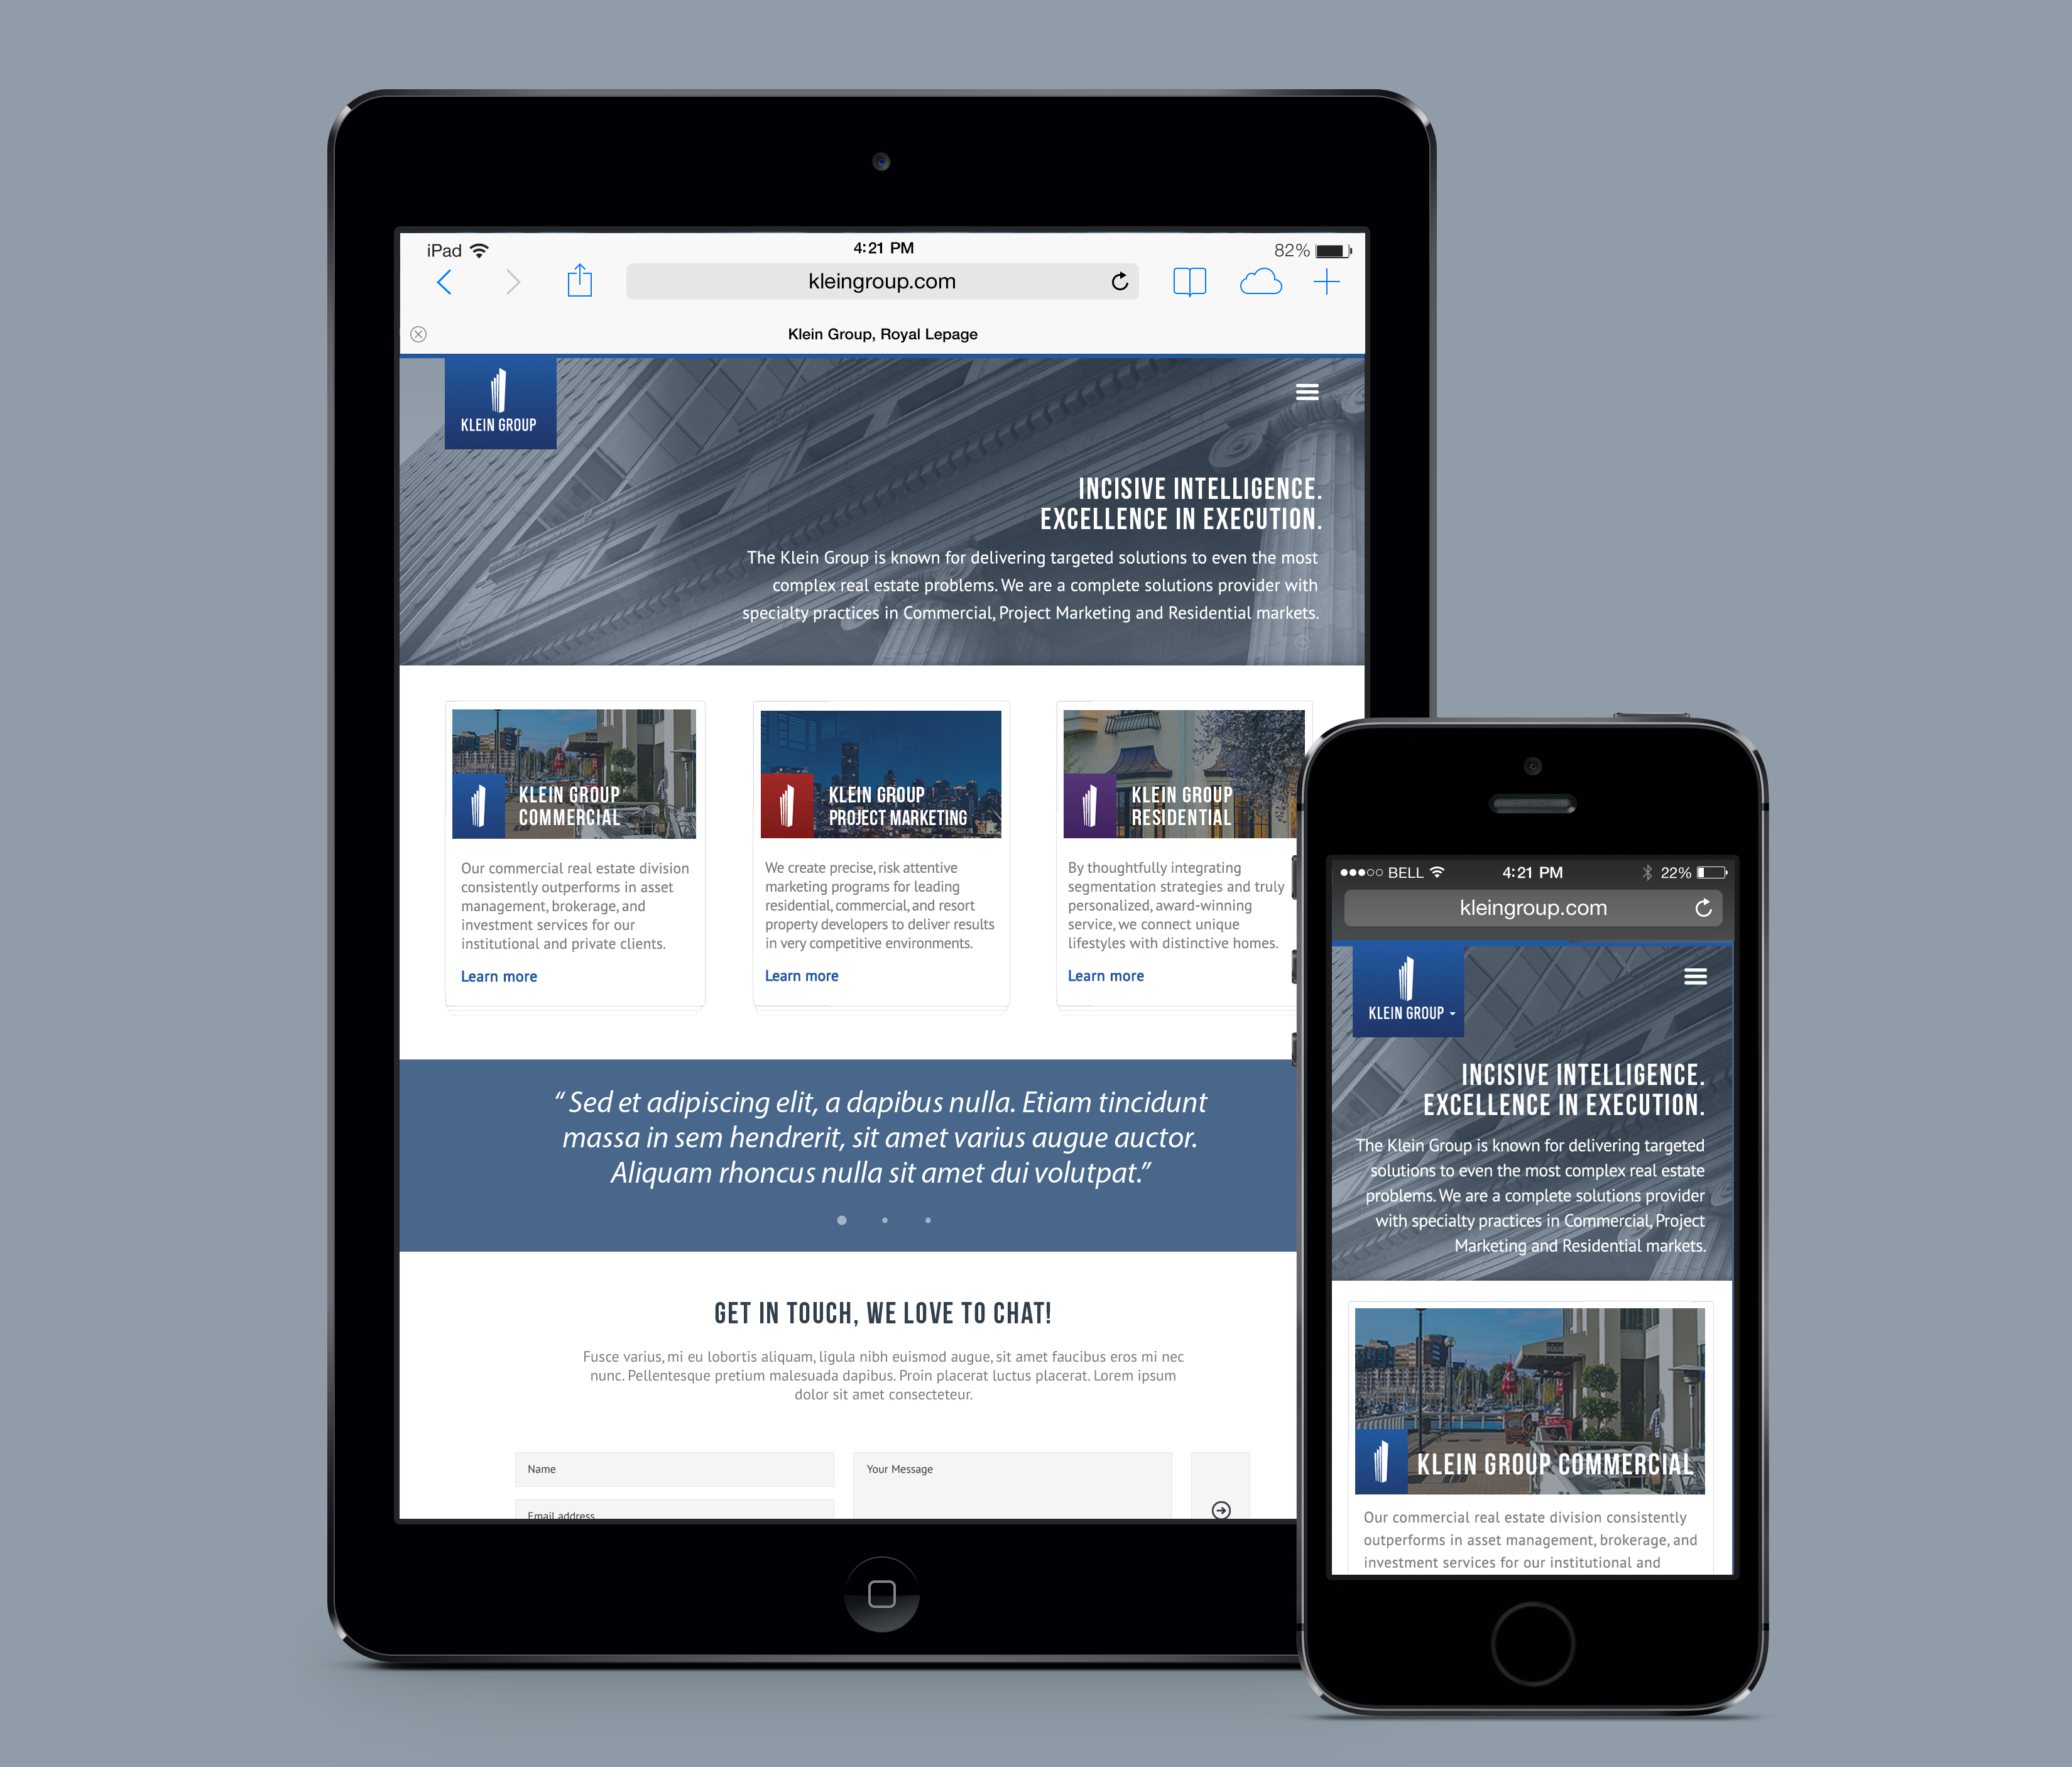 iPad
4:21 PM
82%
kleingroup.com
Klein Group, Royal Lepage
KLEIN GROUP
INCISIVE INTELLIGENCE.
EXCELLENCE IN EXECUTION.
The Klein Group is known for delivering targeted solutions to even the most
complex real estate problems. We are a complete solutions provider with
specialty practices in Commercial, Project Marketing and Residential markets.
KLEIN GROUP
COMMERCIAL
Our commercial real estate division
consistently outperforms in asset
management, brokerage, and
investment services for our
institutional and private clients.
Learn more
KLEIN GROUP
PROJECT MARKETING
We create precise, risk attentive
marketing programs for leading
residential, commercial, and resort
property developers to deliver results
in very competitive environments.
Learn more
KLEIN GROUP
RESIDENTIAL
By thoughtfully integrating
segmentation strategies and truly
personalized, award-winning
service, we connect unique
lifestyles with distinctive homes.
Learn more
“ Sed et adipiscing elit, a dapibus nulla. Etiam tincidunt
massa in sem hendrerit, sit amet varius augue auctor.
Aliquam rhoncus nulla sit amet dui volutpat.”
GET IN TOUCH, WE LOVE TO CHAT!
Fusce varius, mi eu lobortis aliquam, ligula nibh euismod augue, sit amet faucibus eros mi nec
nunc. Pellentesque pretium malesuada dapibus. Proin placerat luctus placerat. Lorem ipsum
dolor sit amet consecteteur.
Name
Your Message
Email address
BELL
4:21 PM
22%
kleingroup.com
KLEIN GROUP
INCISIVE INTELLIGENCE.
EXCELLENCE IN EXECUTION.
The Klein Group is known for delivering targeted
solutions to even the most complex real estate
problems. We are a complete solutions provider
with specialty practices in Commercial, Project
Marketing and Residential markets.
KLEIN GROUP COMMERCIAL
Our commercial real estate division consistently
outperforms in asset management, brokerage, and
investment services for our institutional and